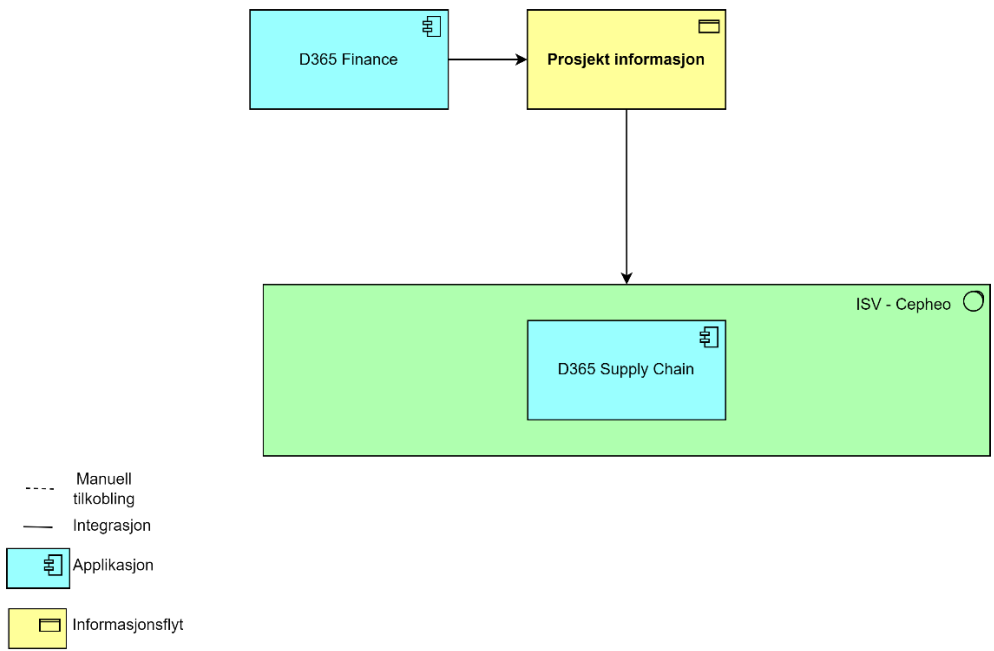 D365 Finance
Prosjekt informasjon
ISV - Cepheo
D365 Supply Chain
Manuell
tilkobling
Integrasjon
Applikasjon
Informasjonsflyt